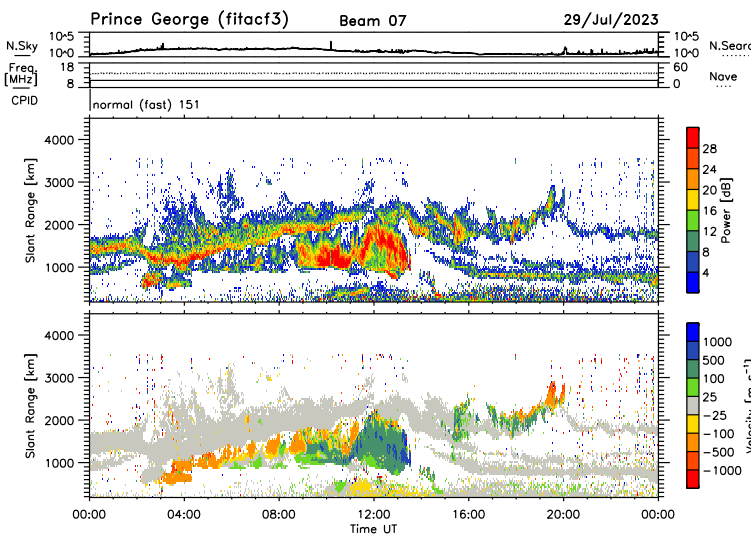 Prince George (fitacf3) Beam 07 29/Jul/2023
N.Sky 10^5 10^0 10^5 10^0 N.Sear
Freq [MHz] 18 8 60 0 Nave
CPID normal (fast) 151
Slant Range [km] 4000 3000 2000 1000
28 24 20 16 12 8 4 Power [dB]
Slant Range [km] 4000 3000 2000 1000
1000 500 100 25 -25 -100 -500 -1000 Velocity [m s^-1]
00:00 04:00 08:00 12:00 16:00 20:00 00:00
Time UT